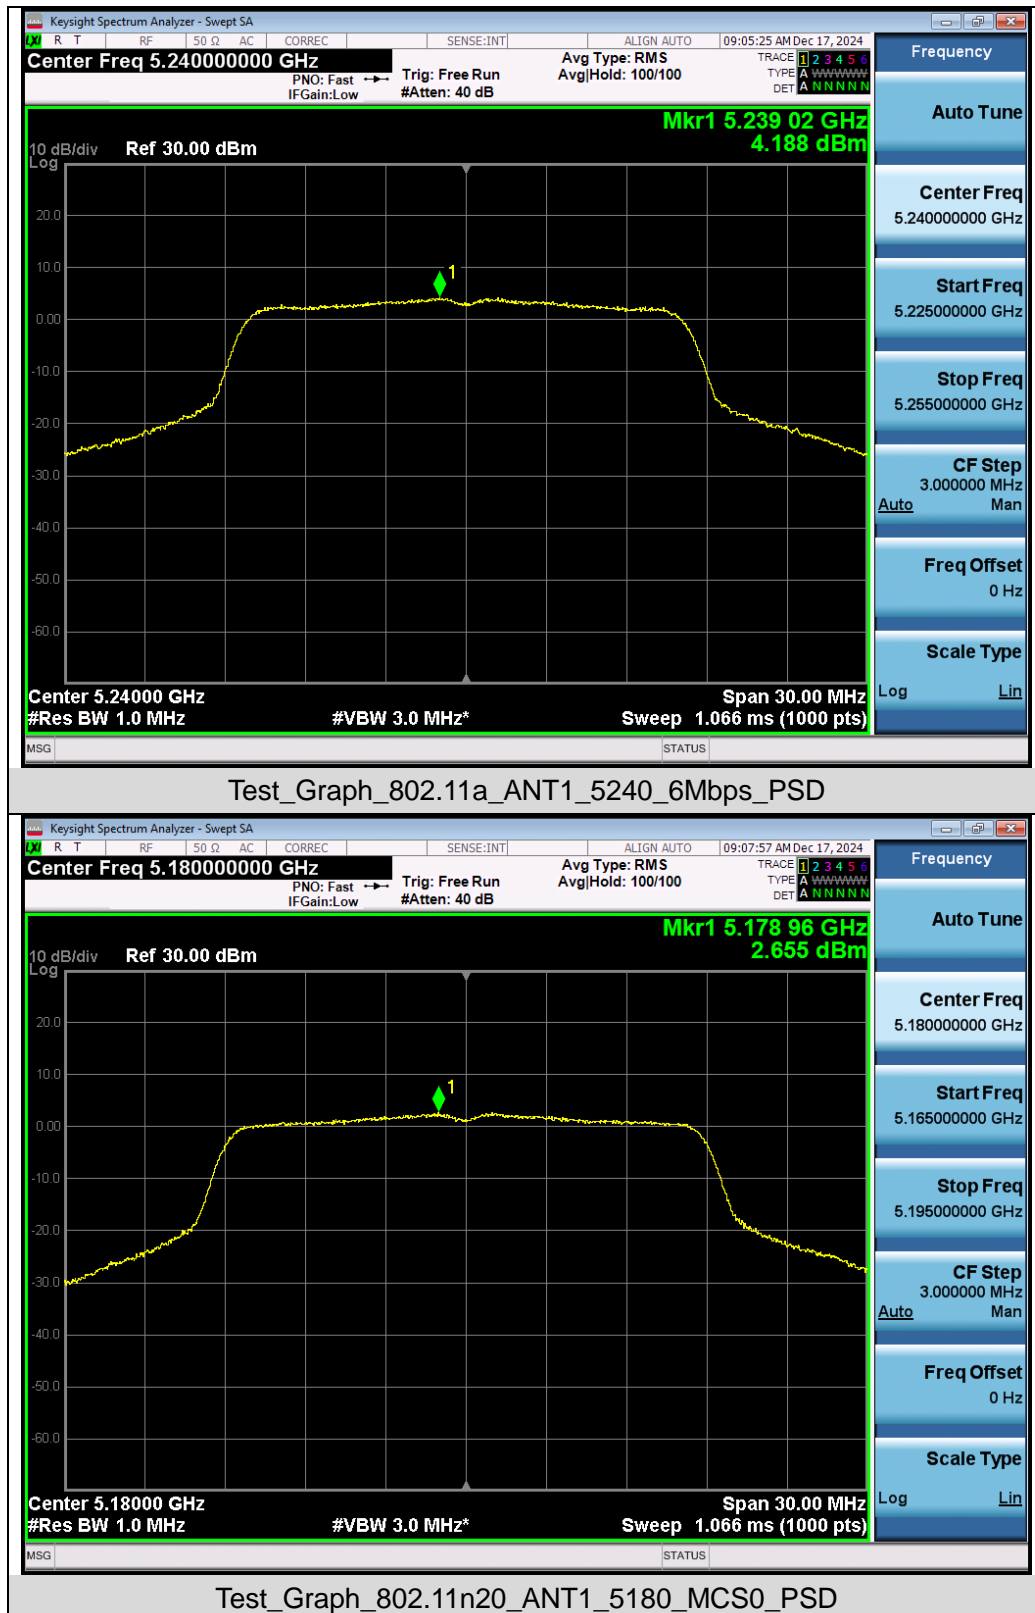 Keysight Spectrum Analyzer - Swept SA
LXI R T RF 50 Ω AC CORREC SENSE:INT ALIGN AUTO 09:05:25 AM Dec 17, 2024
Center Freq 5.240000000 GHz
PNO: Fast
IFGain:Low
Trig: Free Run
#Atten: 40 dB
Avg Type: RMS
Avg|Hold: 100/100
TRACE 1 2 3 4 5 6
TYPE A WWWWW
DET A N N N N N
Mkr1 5.239 02 GHz
4.188 dBm
10 dB/div Ref 30.00 dBm
Log
20.0
10.0
0.00
-10.0
-20.0
-30.0
-40.0
-50.0
-60.0
Center 5.24000 GHz Span 30.00 MHz
#Res BW 1.0 MHz #VBW 3.0 MHz* Sweep 1.066 ms (1000 pts)
MSG STATUS
Frequency
Auto Tune
Center Freq
5.240000000 GHz
Start Freq
5.225000000 GHz
Stop Freq
5.255000000 GHz
CF Step
3.000000 MHz
Auto Man
Freq Offset
0 Hz
Scale Type
Log Lin
Test_Graph_802.11a_ANT1_5240_6Mbps_PSD
Keysight Spectrum Analyzer - Swept SA
LXI R T RF 50 Ω AC CORREC SENSE:INT ALIGN AUTO 09:07:57 AM Dec 17, 2024
Center Freq 5.180000000 GHz
PNO: Fast
IFGain:Low
Trig: Free Run
#Atten: 40 dB
Avg Type: RMS
Avg|Hold: 100/100
TRACE 1 2 3 4 5 6
TYPE A WWWWW
DET A N N N N N
Mkr1 5.178 96 GHz
2.655 dBm
10 dB/div Ref 30.00 dBm
Log
20.0
10.0
0.00
-10.0
-20.0
-30.0
-40.0
-50.0
-60.0
Center 5.18000 GHz Span 30.00 MHz
#Res BW 1.0 MHz #VBW 3.0 MHz* Sweep 1.066 ms (1000 pts)
MSG STATUS
Frequency
Auto Tune
Center Freq
5.180000000 GHz
Start Freq
5.165000000 GHz
Stop Freq
5.195000000 GHz
CF Step
3.000000 MHz
Auto Man
Freq Offset
0 Hz
Scale Type
Log Lin
Test_Graph_802.11n20_ANT1_5180_MCS0_PSD